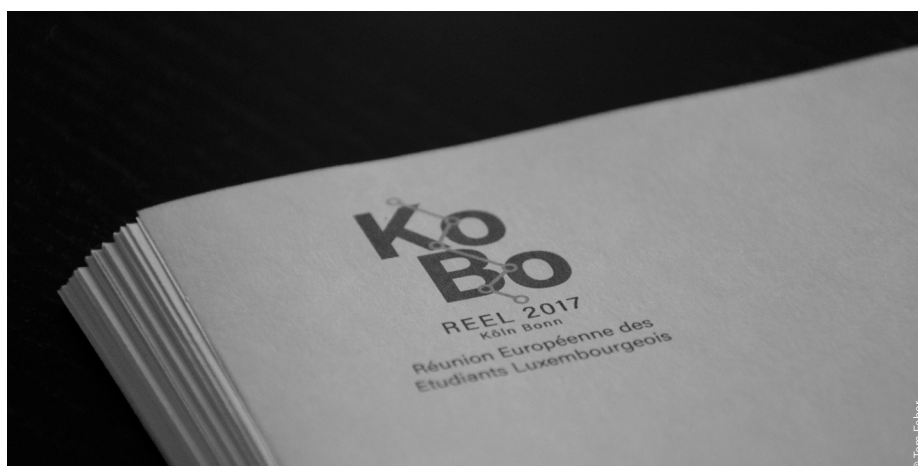 Ko
Bo
REEL 2017
Köln Bonn
Réunion Européenne des
Etudiants Luxembourgeois